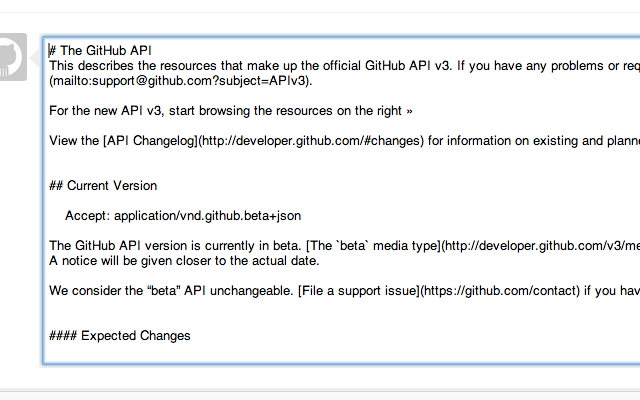 # The GitHub API
This describes the resources that make up the official GitHub API v3. If you have any problems or req
(mailto:support@github.com?subject=APIv3).
For the new API v3, start browsing the resources on the right »
View the [API Changelog](http://developer.github.com/#changes) for information on existing and planne
## Current Version
Accept: application/vnd.github.beta+json
The GitHub API version is currently in beta. [The `beta` media type](http://developer.github.com/v3/me
A notice will be given closer to the actual date.
We consider the “beta” API unchangeable. [File a support issue](https://github.com/contact) if you hav
#### Expected Changes